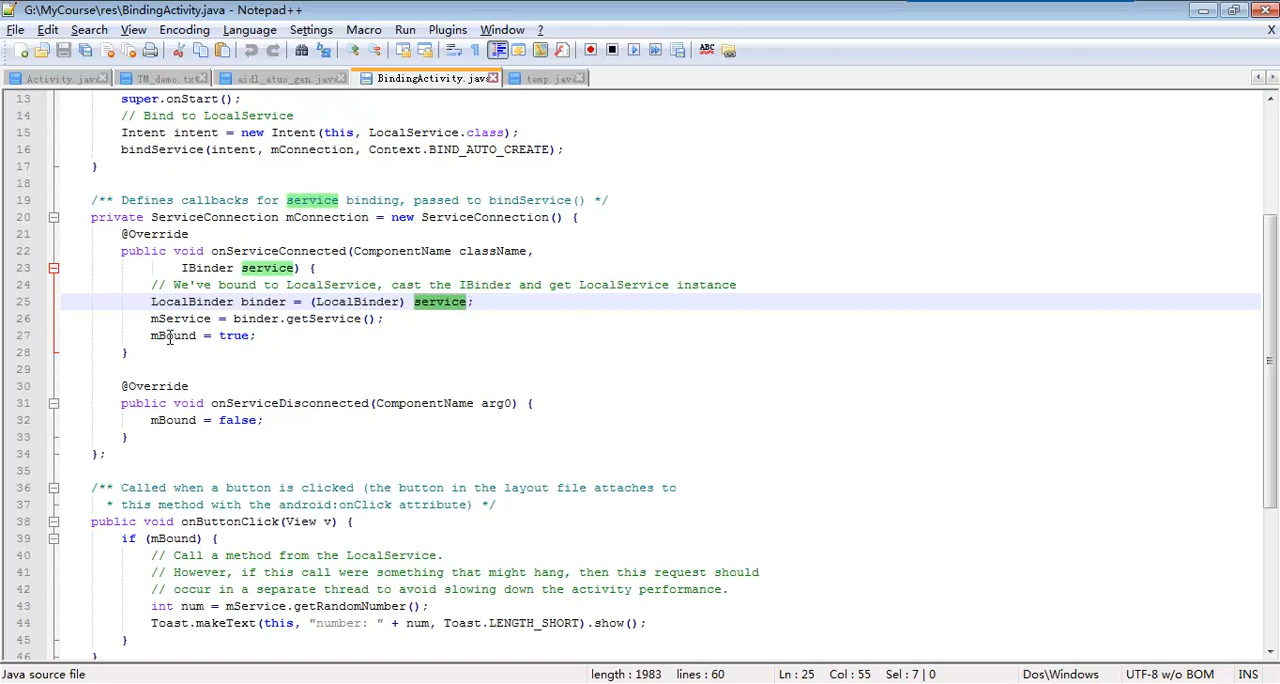 G:\MyCourse\res\BindingActivity.java - Notepad++
File Edit Search View Encoding Language Settings Macro Run Plugins Window ? X
Activity.java TM_demo.txt aidl_atuo_gen.java BindingActivity.java temp.java
13 super.onStart();
14 // Bind to LocalService
15 Intent intent = new Intent(this, LocalService.class);
16 bindService(intent, mConnection, Context.BIND_AUTO_CREATE);
17 }
18
19 /** Defines callbacks for service binding, passed to bindService() */
20 private ServiceConnection mConnection = new ServiceConnection() {
21 @Override
22 public void onServiceConnected(ComponentName className,
23 IBinder service) {
24 // We've bound to LocalService, cast the IBinder and get LocalService instance
25 LocalBinder binder = (LocalBinder) service;
26 mService = binder.getService();
27 mBound = true;
28 }
29
30 @Override
31 public void onServiceDisconnected(ComponentName arg0) {
32 mBound = false;
33 }
34 };
35
36 /** Called when a button is clicked (the button in the layout file attaches to
37 * this method with the android:onClick attribute) */
38 public void onButtonClick(View v) {
39 if (mBound) {
40 // Call a method from the LocalService.
41 // However, if this call were something that might hang, then this request should
42 // occur in a separate thread to avoid slowing down the activity performance.
43 int num = mService.getRandomNumber();
44 Toast.makeText(this, "number: " + num, Toast.LENGTH_SHORT).show();
45 }
46 }
Java source file length : 1983 lines : 60 Ln : 25 Col : 55 Sel : 7 | 0 Dos\Windows UTF-8 w/o BOM INS